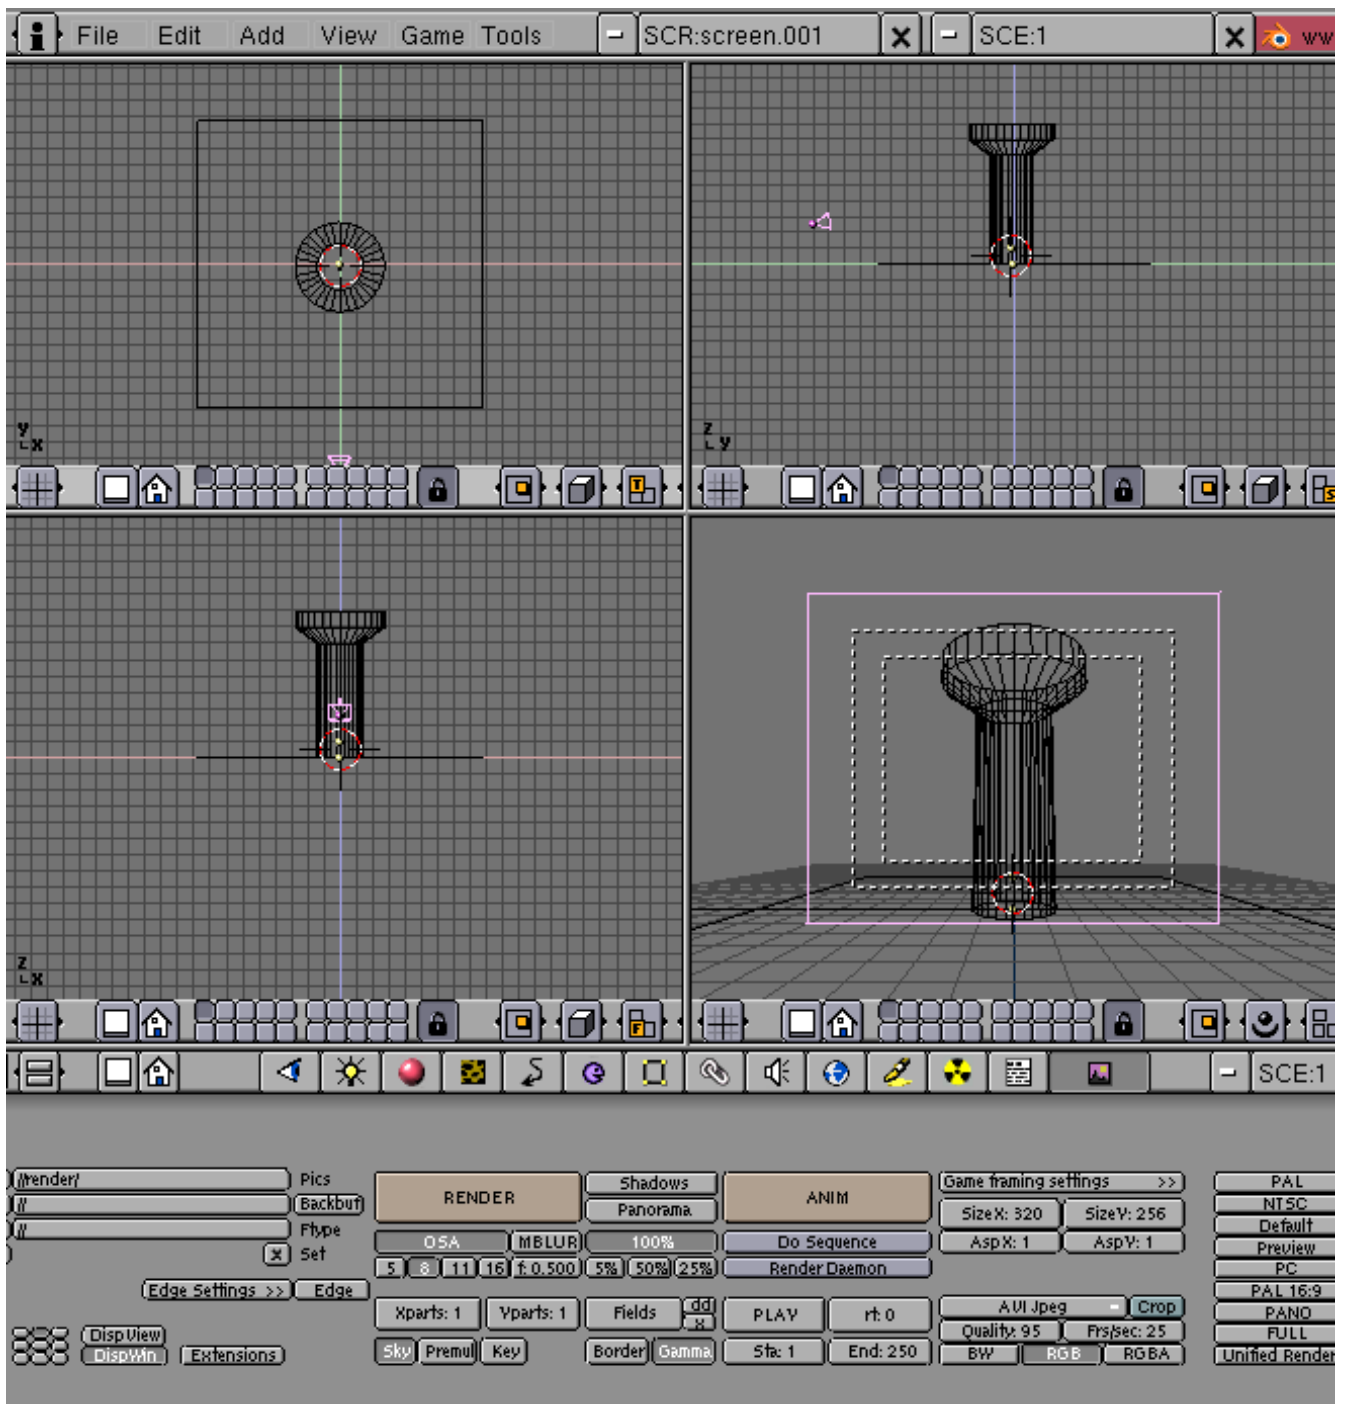 File Edit Add View Game Tools - SCR:screen.001 X - SCE:1 X ww
y
x
z
y
T
S
z
x
F
- SCE:1
//render/ Pics
// Backbuf
// Ftype
X Set
Edge Settings >> Edge
DispView
DispWin Extensions
RENDER
Shadows
Panorama
OSA MBLUR 100%
5 8 11 16 f:0.500 5% 50% 25%
Xparts: 1 Yparts: 1 Fields odd
x
Sky Premul Key Border Gamma
ANIM
Do Sequence
Render Daemon
PLAY rt: 0
Sta: 1 End: 250
Game framing settings >>
SizeX: 320 SizeY: 256
AspX: 1 AspY: 1
AVI Jpeg - Crop
Quality: 95 Frs/sec: 25
BW RGB RGBA
PAL
NTSC
Default
Preview
PC
PAL 16:9
PANO
FULL
Unified Render